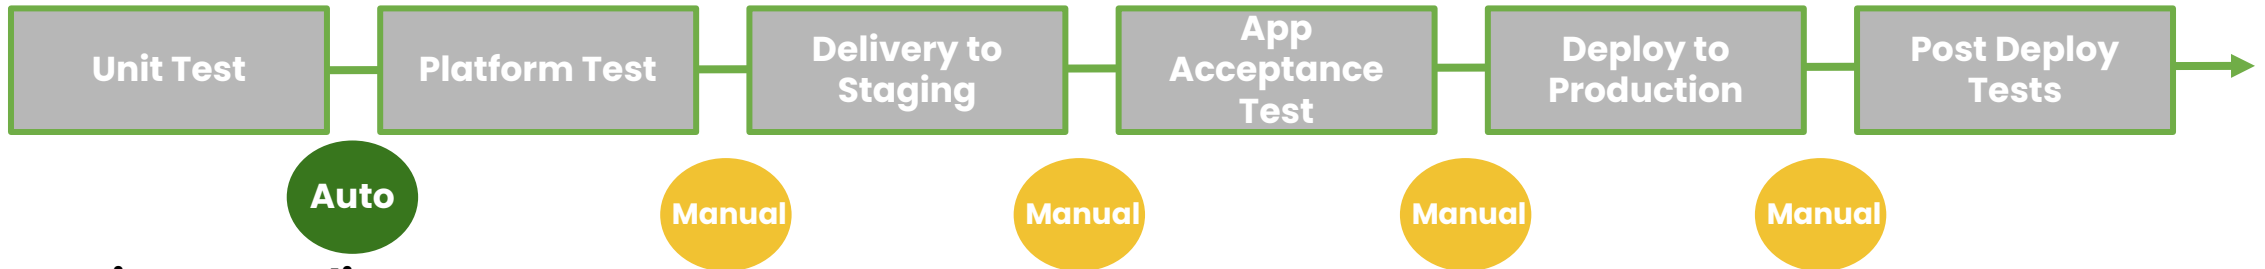 Unit Test
Platform Test
Delivery to
Staging
App
Acceptance
Test
Deploy to
Production
Post Deploy
Tests
Auto
Manual
Manual
Manual
Manual